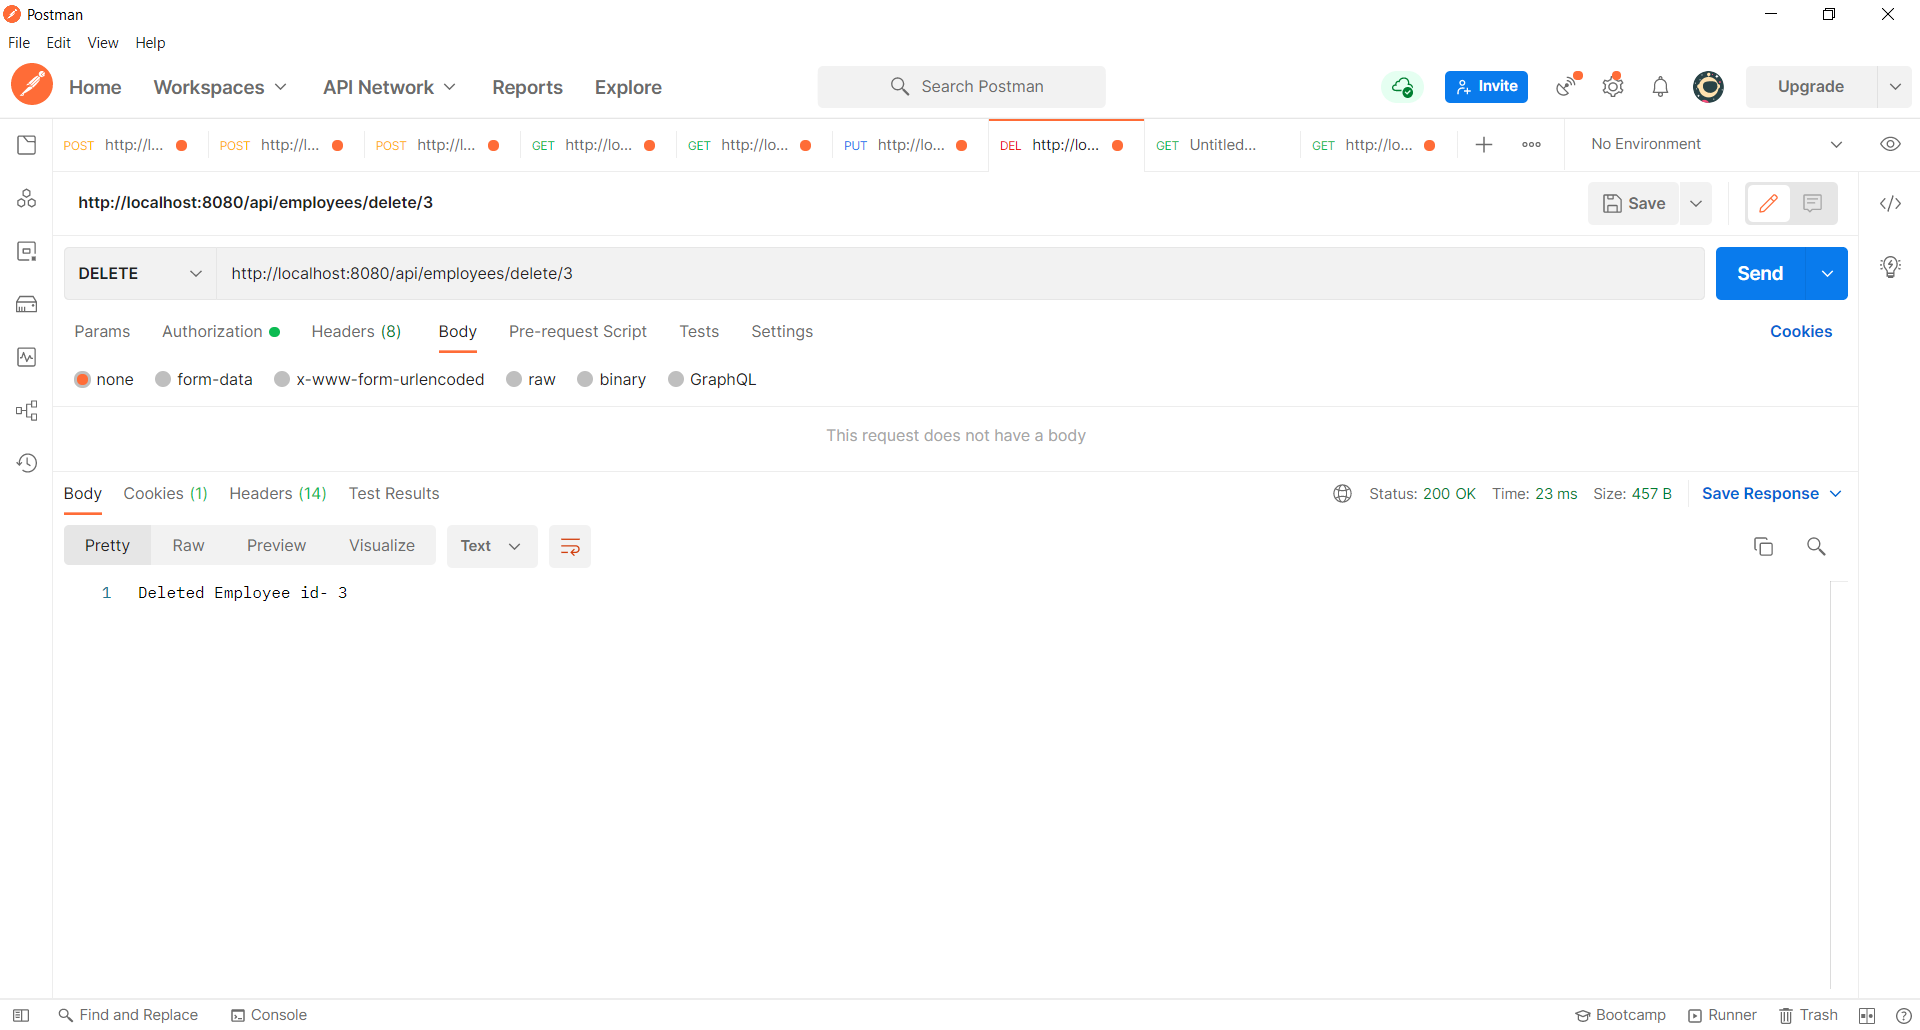 Postman
File Edit View Help
Home Workspaces API Network Reports Explore Search Postman Invite Upgrade
POST http://l... POST http://l... POST http://l... GET http://lo... GET http://lo... PUT http://lo... DEL http://lo... GET Untitled... GET http://lo... No Environment
http://localhost:8080/api/employees/delete/3 Save
DELETE http://localhost:8080/api/employees/delete/3 Send
Params Authorization Headers (8) Body Pre-request Script Tests Settings Cookies
none form-data x-www-form-urlencoded raw binary GraphQL
This request does not have a body
Body Cookies (1) Headers (14) Test Results Status: 200 OK Time: 23 ms Size: 457 B Save Response
Pretty Raw Preview Visualize Text
1 Deleted Employee id- 3
Find and Replace Console Bootcamp Runner Trash